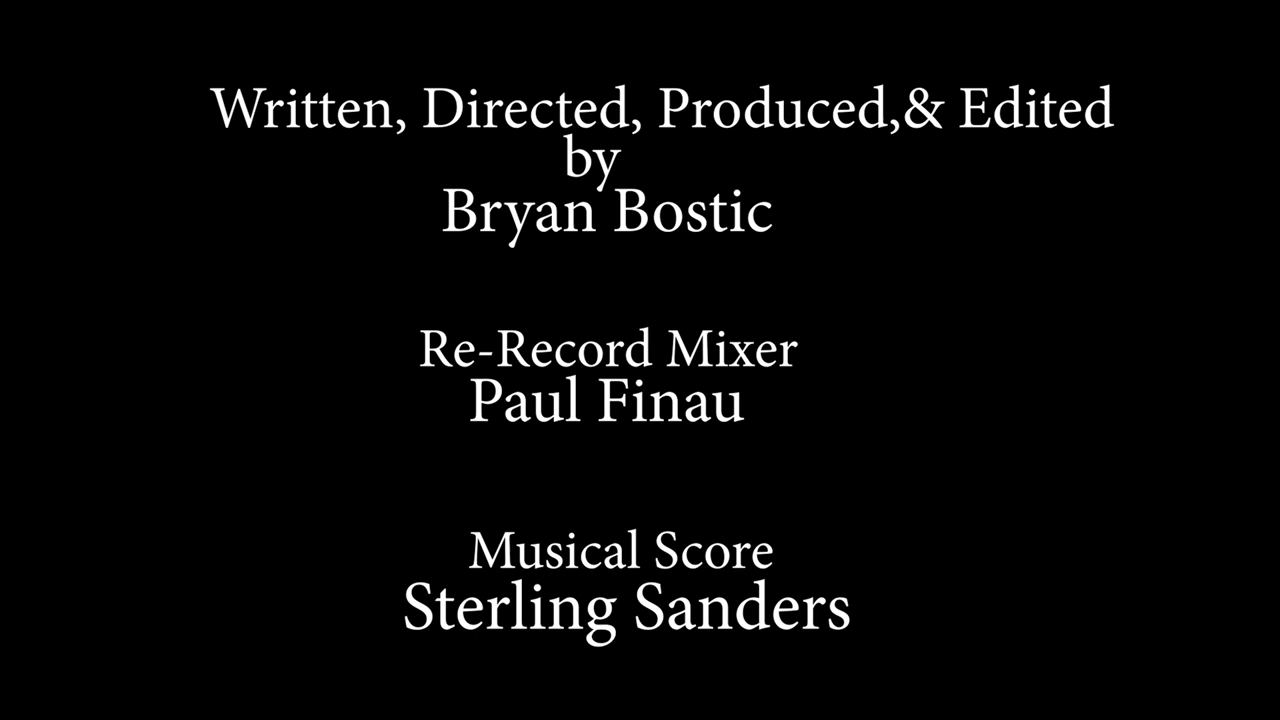 Written, Directed, Produced,& Edited
by
Bryan Bostic
Re-Record Mixer
Paul Finau
Musical Score
Sterling Sanders